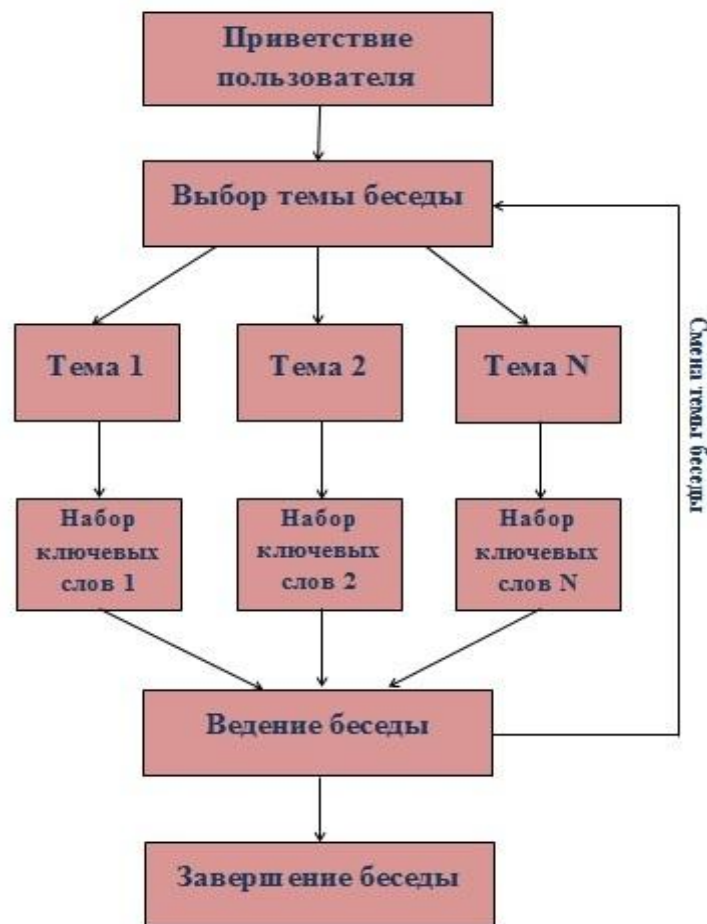 Приветствие
пользователя
Выбор темы беседы
Тема 1
Тема 2
Тема N
Смена темы беседы
Набор
ключевых
слов 1
Набор
ключевых
слов 2
Набор
ключевых
слов N
Ведение беседы
Завершение беседы